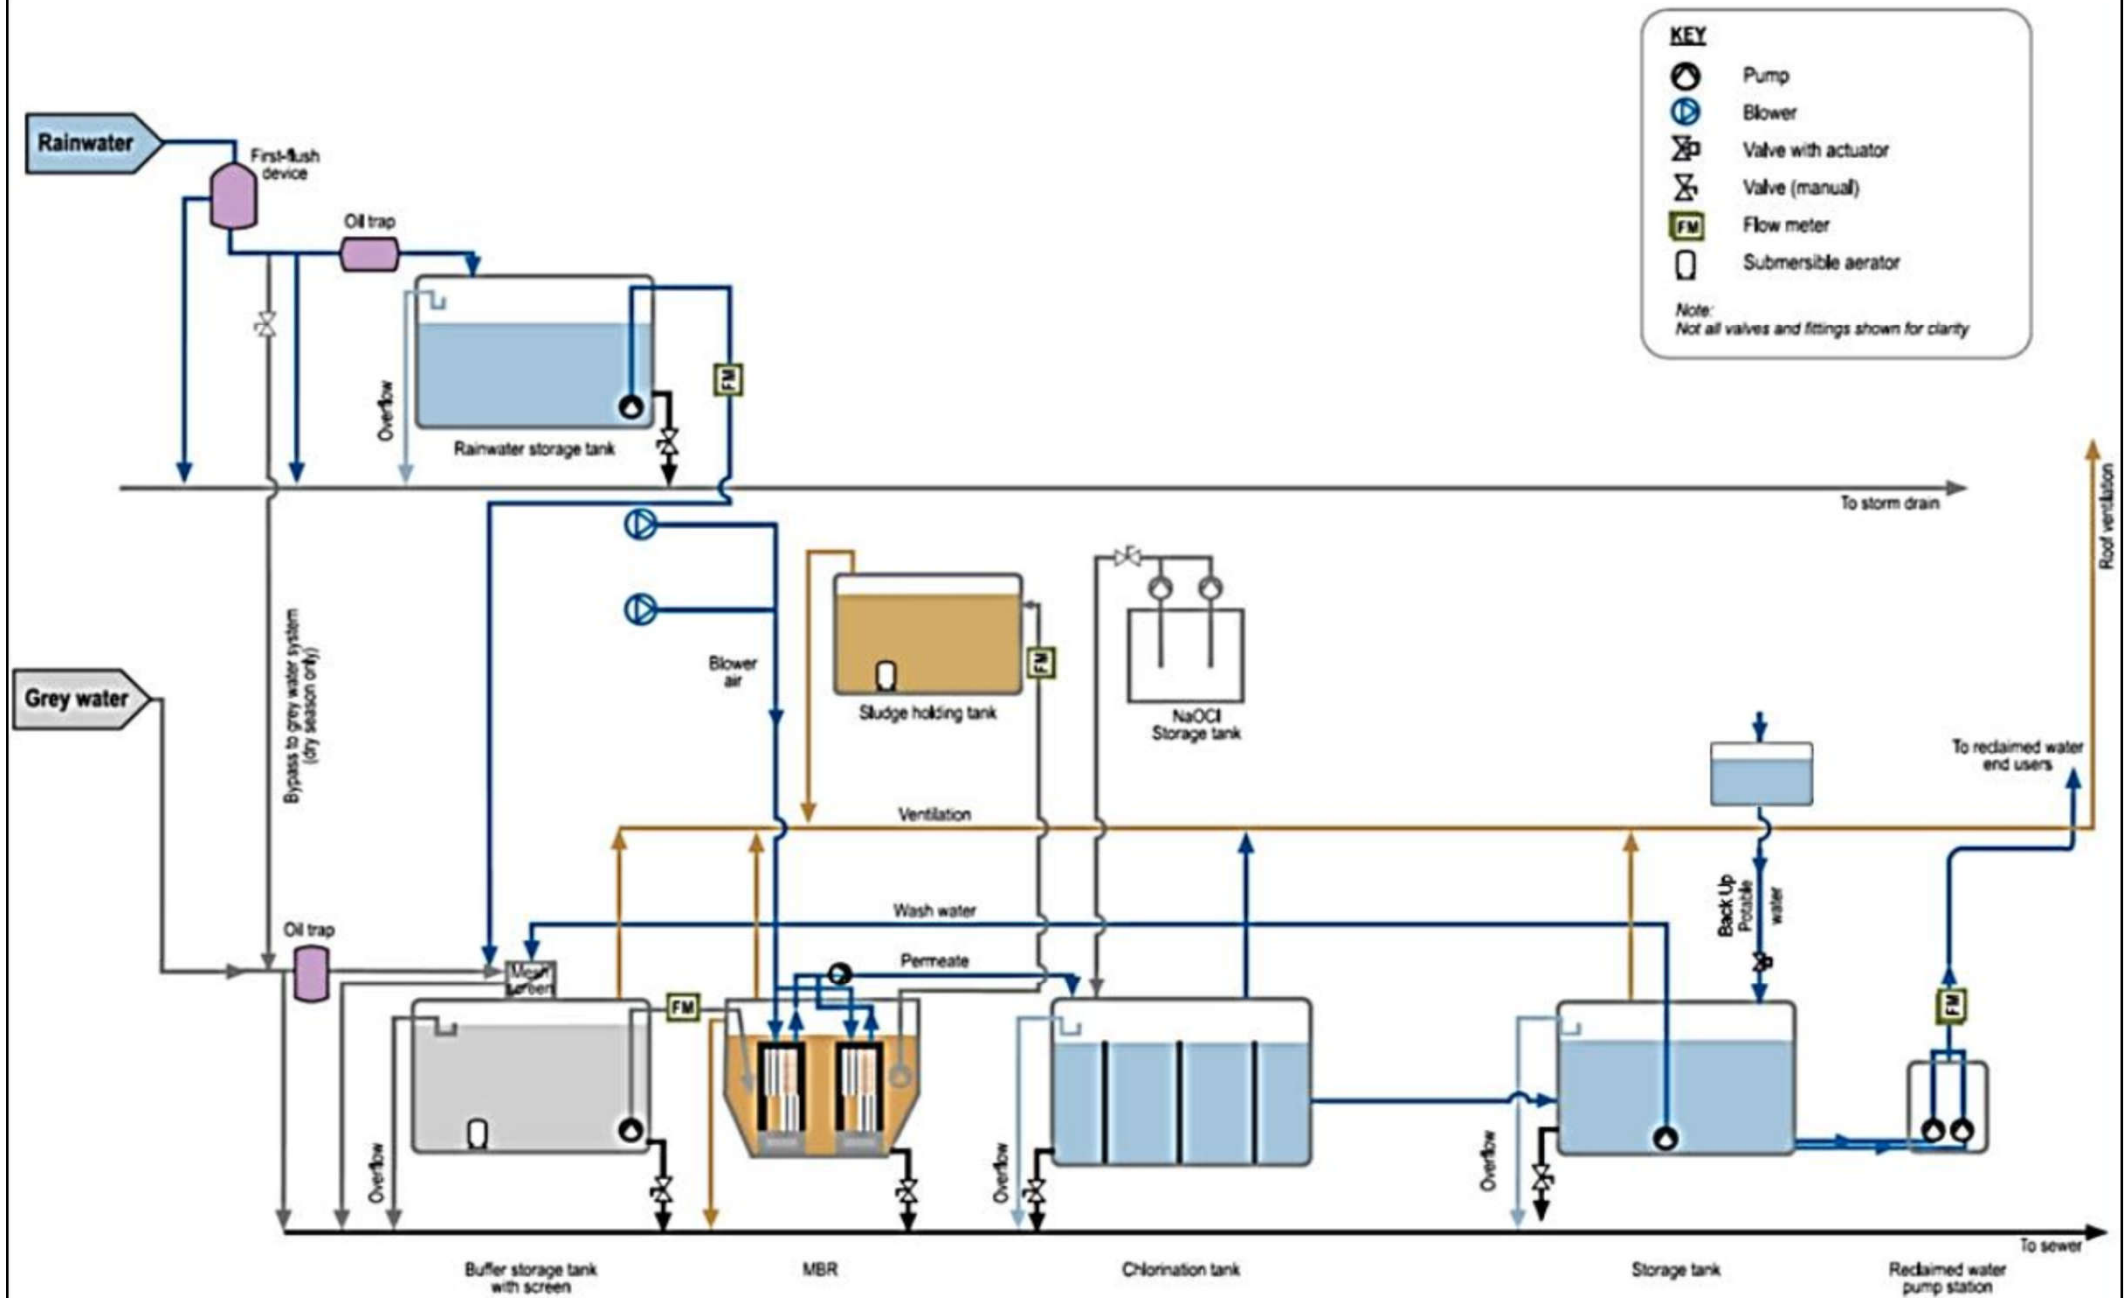 KEY
Pump
Blower
Valve with actuator
Valve (manual)
FM
Flow meter
Submersible aerator
Note:
Not all valves and fittings shown for clarity
Rainwater
First-flush
device
Oil trap
Overflow
FM
Rainwater storage tank
To storm drain
Roof ventilation
Bypass to grey water system
(dry season only)
Blower
air
FM
Sludge holding tank
NaOCl
Storage tank
Grey water
To reclaimed water
end users
Ventilation
Back Up
Potable
water
Wash water
Oil trap
Permeate
Mesh
screen
FM
FM
Overflow
Overflow
Overflow
To sewer
Buffer storage tank
with screen
MBR
Chlorination tank
Storage tank
Reclaimed water
pump station